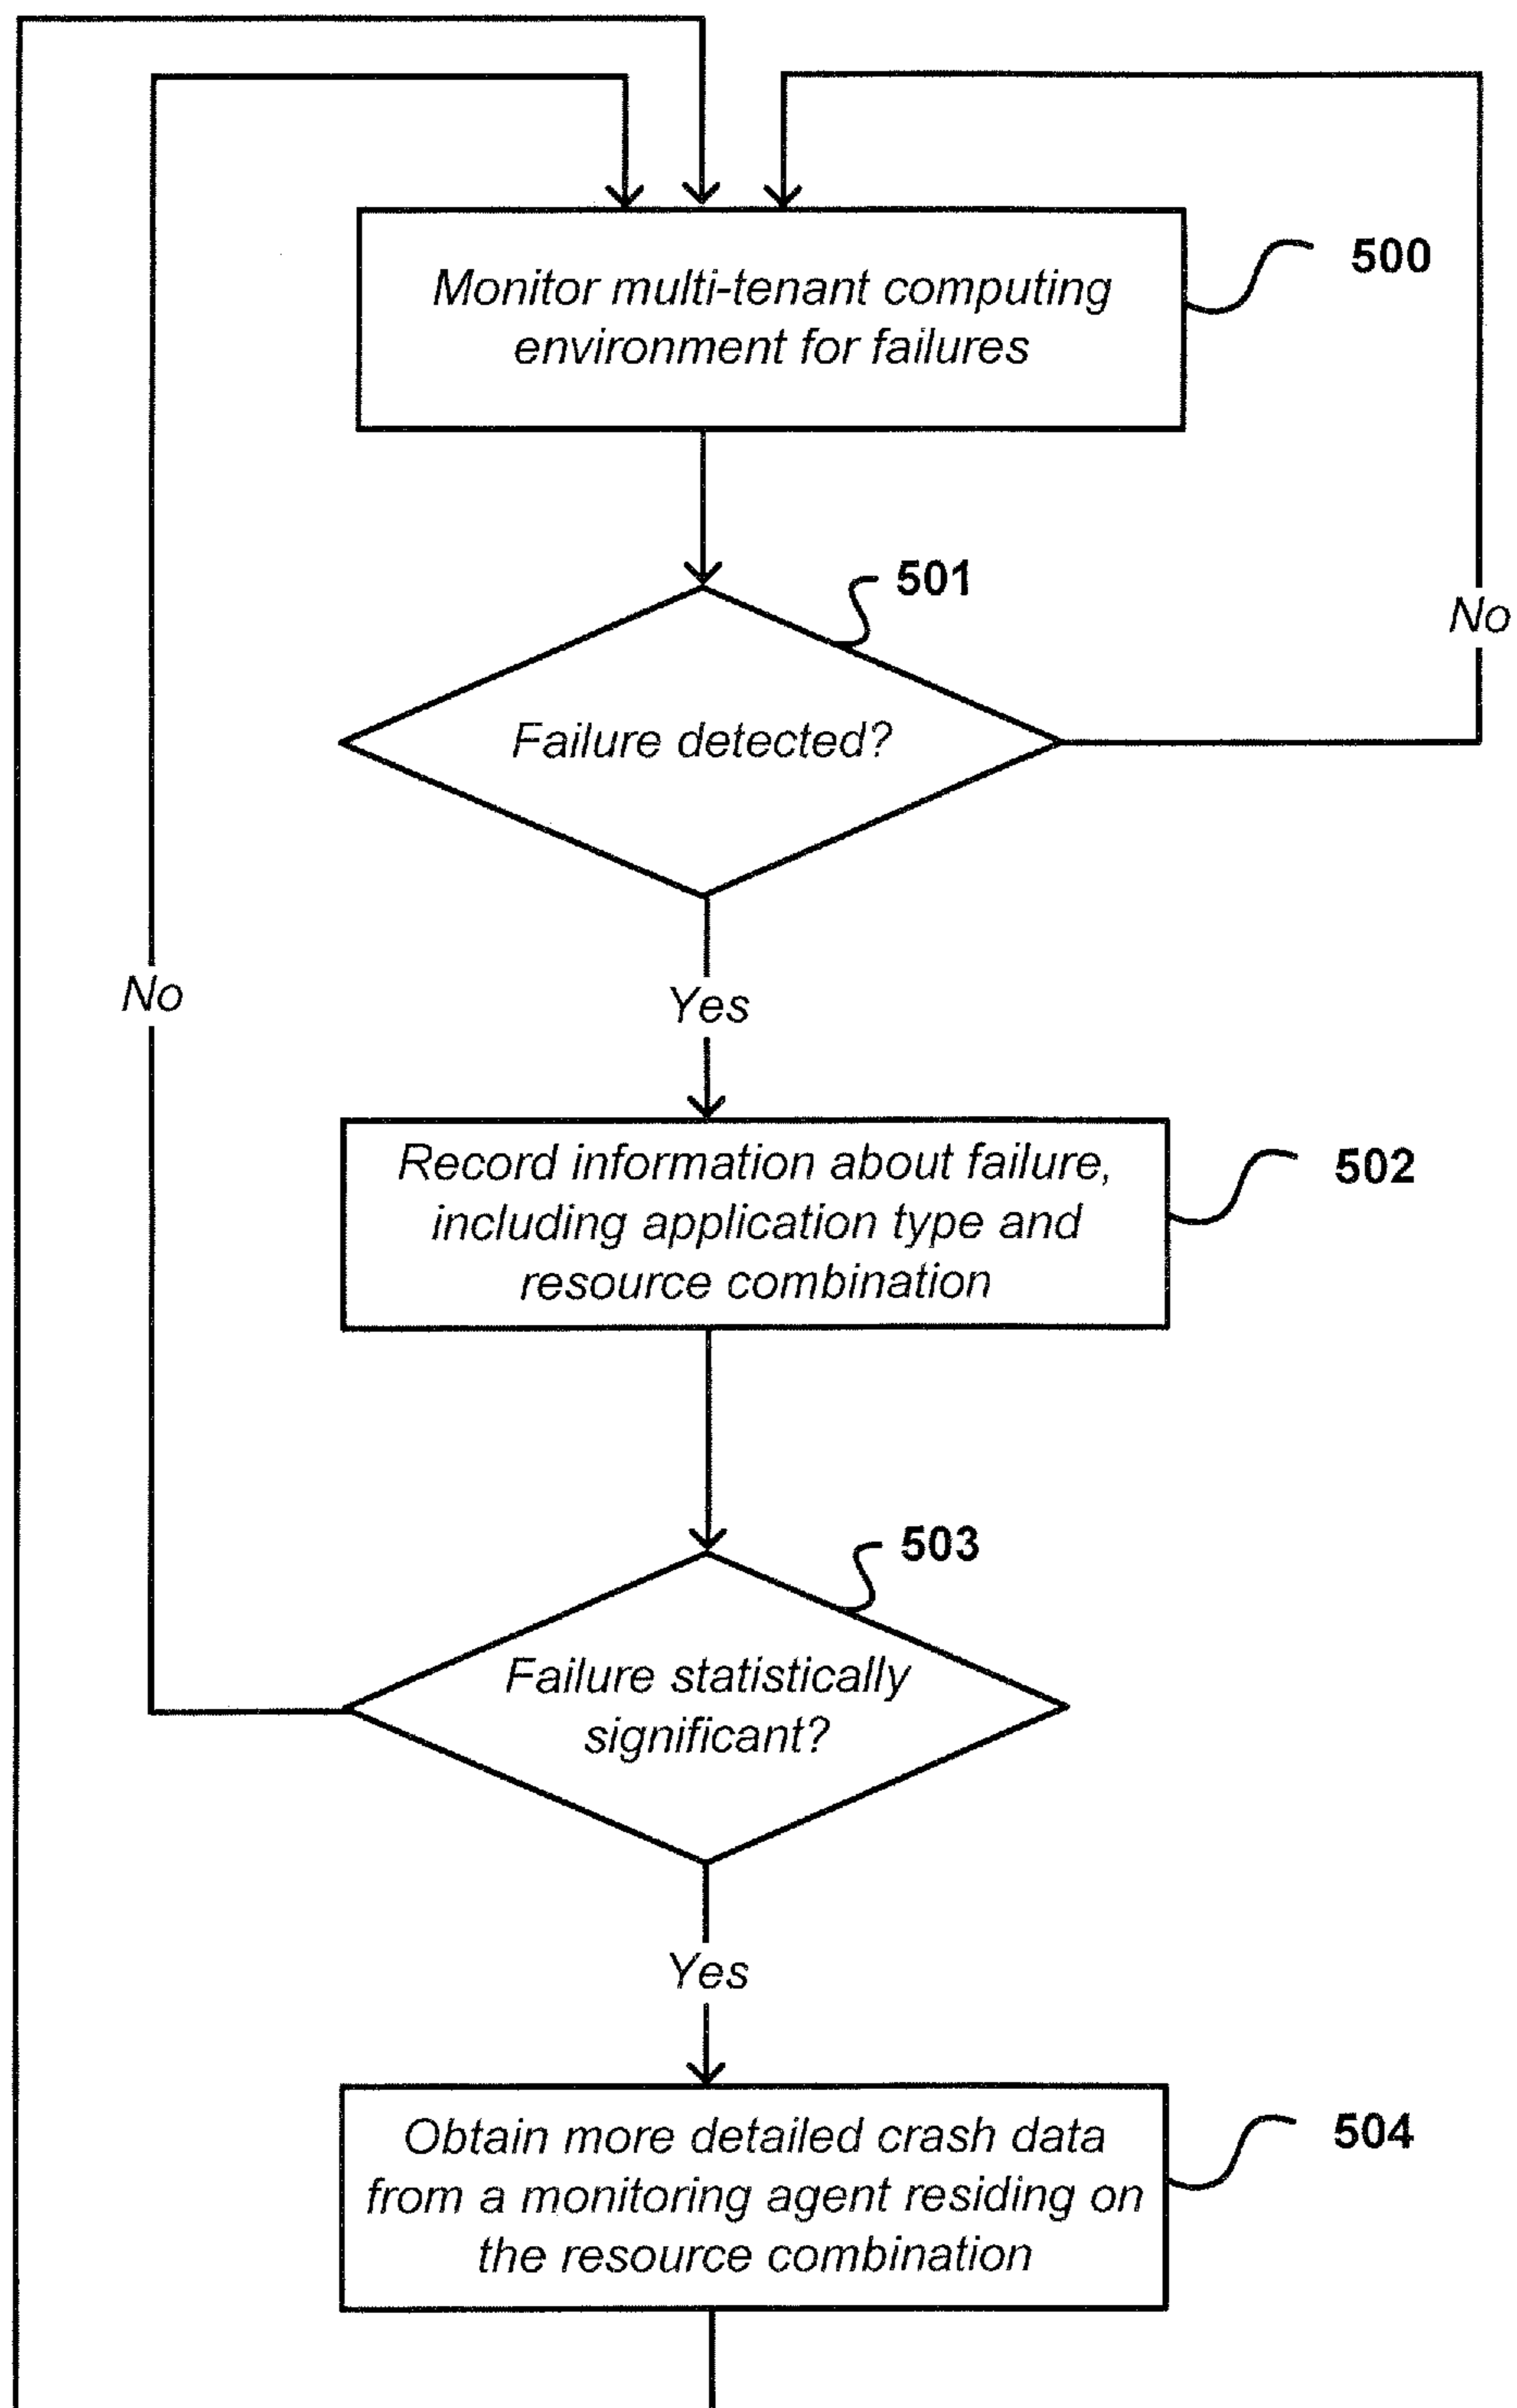 Monitor multi-tenant computing
environment for failures
500
501
Failure detected?
No
Yes
No
Record information about failure,
including application type and
resource combination
502
503
Failure statistically
significant?
Yes
Obtain more detailed crash data
from a monitoring agent residing on
the resource combination
504